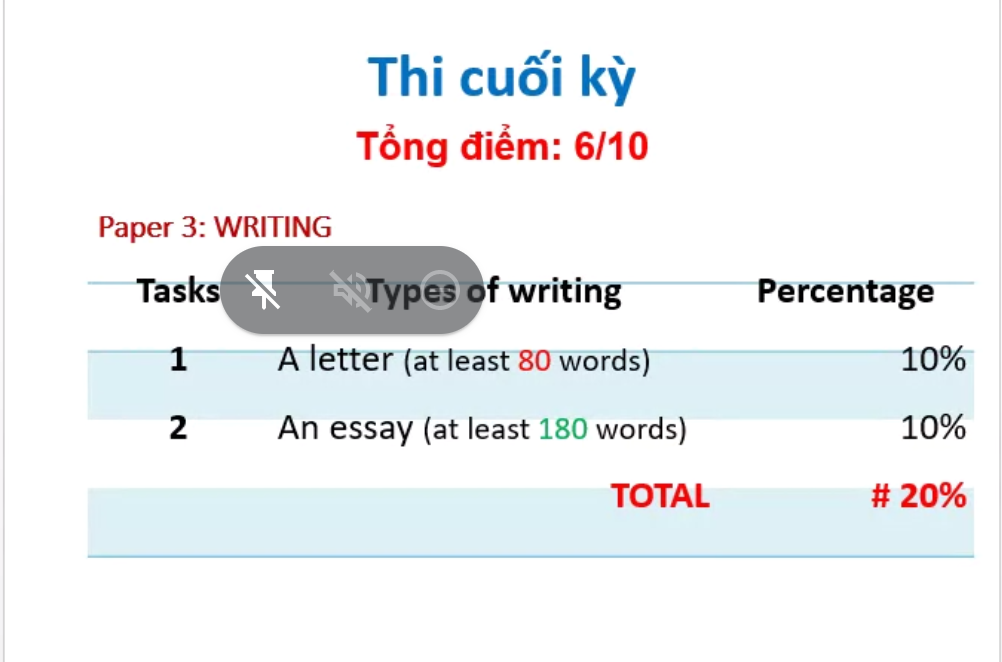 Thi cuối kỳ
Tổng điểm: 6/10
Paper 3: WRITING
Tasks Types of writing Percentage
1 A letter (at least 80 words) 10%
2 An essay (at least 180 words) 10%
TOTAL # 20%